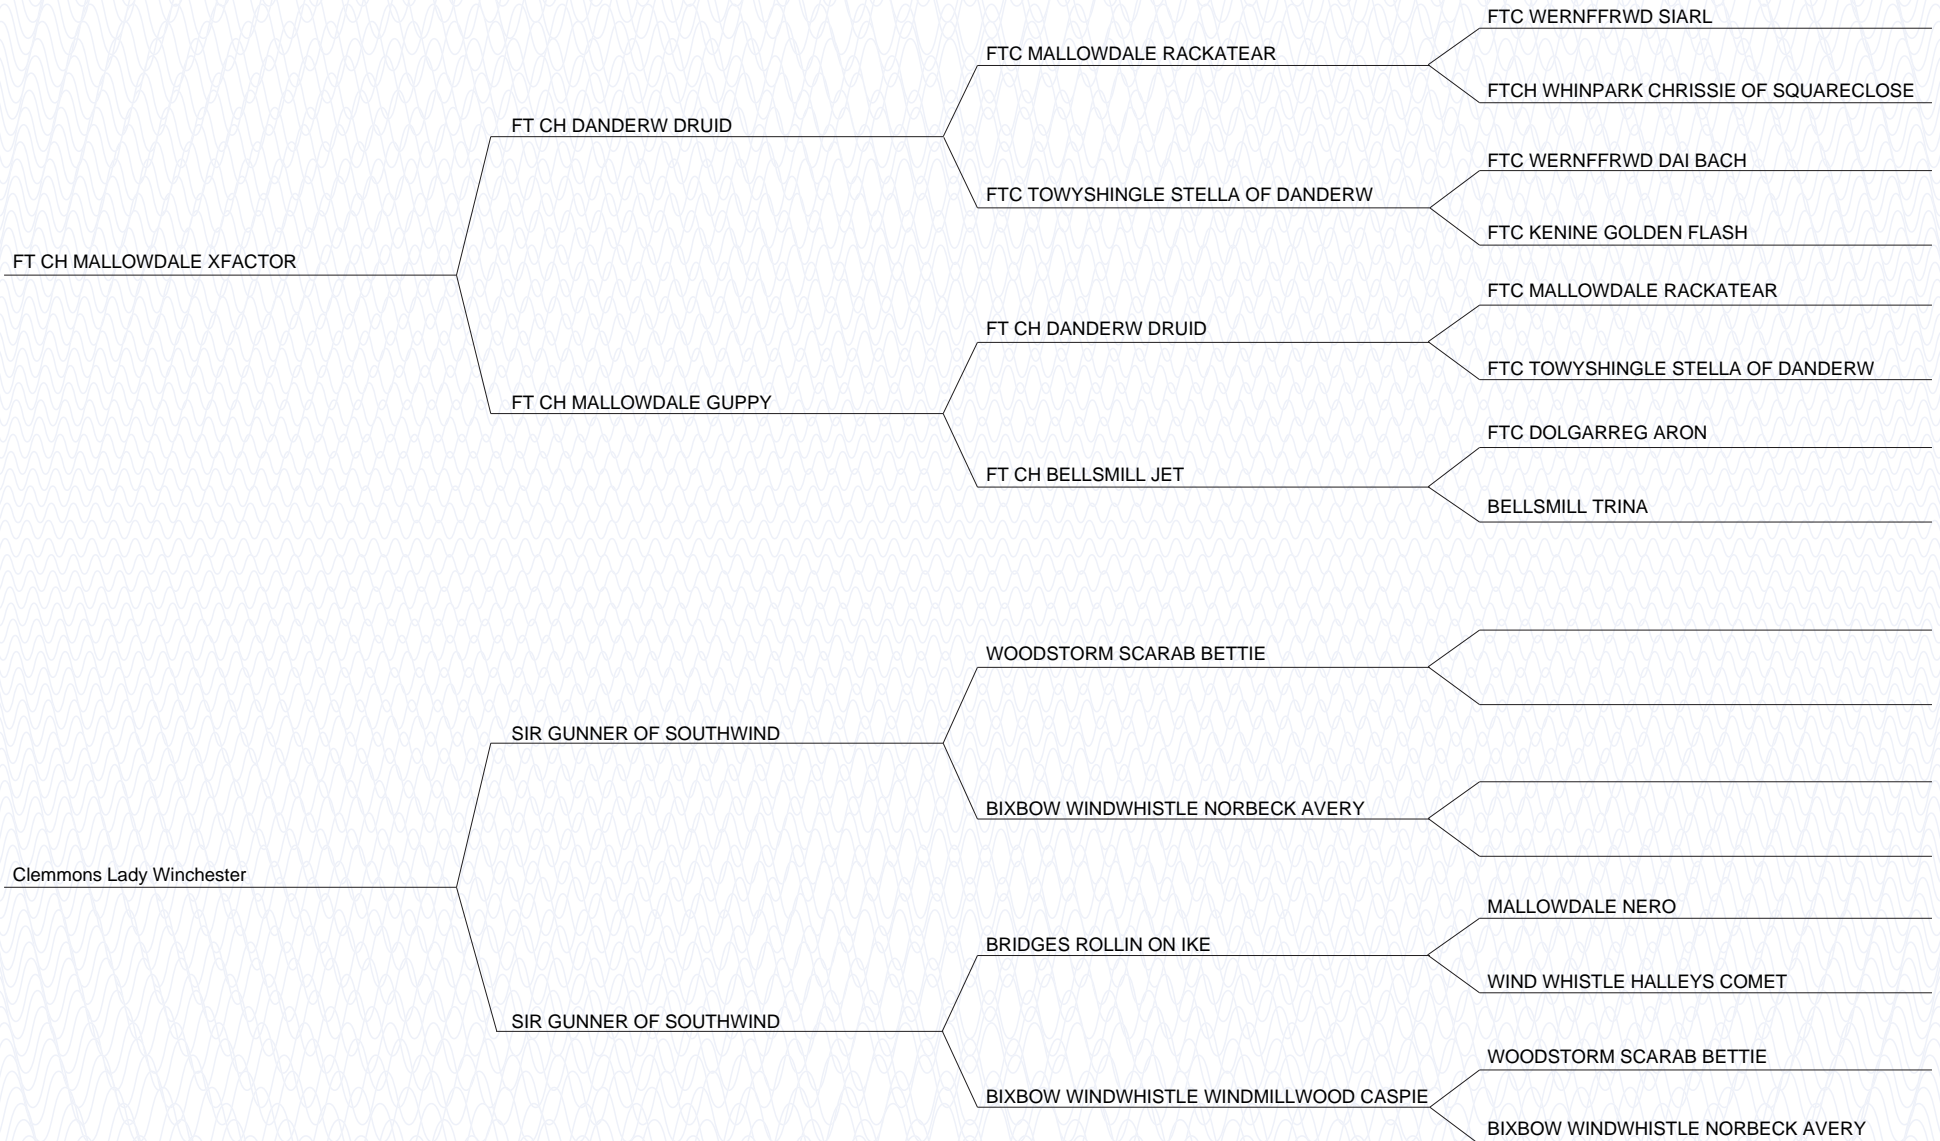 FTC WERNFFRWD SIARL
FTC MALLOWDALE RACKATEAR
FTCH WHINPARK CHRISSIE OF SQUARECLOSE
FT CH DANDERW DRUID
FTC WERNFFRWD DAI BACH
FTC TOWYSHINGLE STELLA OF DANDERW
FTC KENINE GOLDEN FLASH
FT CH MALLOWDALE XFACTOR
FTC MALLOWDALE RACKATEAR
FT CH DANDERW DRUID
FTC TOWYSHINGLE STELLA OF DANDERW
FT CH MALLOWDALE GUPPY
FTC DOLGARREG ARON
FT CH BELLSMILL JET
BELLSMILL TRINA
WOODSTORM SCARAB BETTIE
SIR GUNNER OF SOUTHWIND
BIXBOW WINDWHISTLE NORBECK AVERY
Clemmons Lady Winchester
MALLOWDALE NERO
BRIDGES ROLLIN ON IKE
WIND WHISTLE HALLEYS COMET
SIR GUNNER OF SOUTHWIND
WOODSTORM SCARAB BETTIE
BIXBOW WINDWHISTLE WINDMILLWOOD CASPIE
BIXBOW WINDWHISTLE NORBECK AVERY